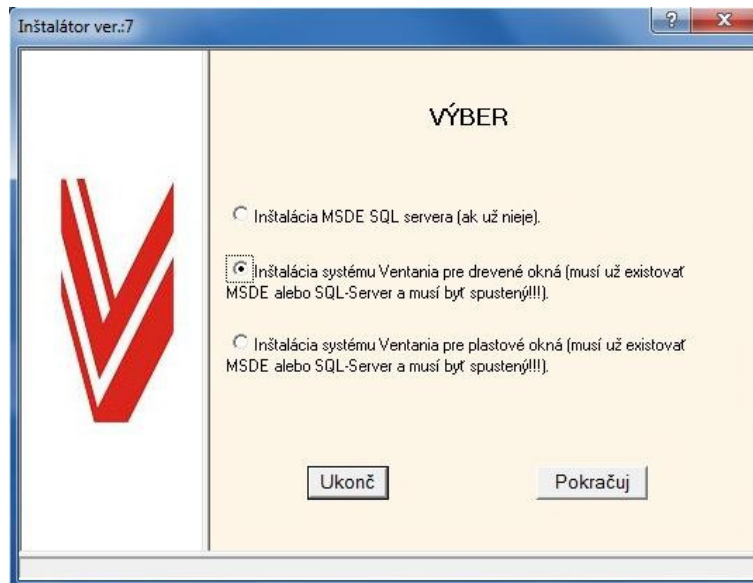 Inštalátor ver.:7
VÝBER
Inštalácia MSDE SQL servera (ak už nieje).
Inštalácia systému Ventania pre drevené okná (musí už existovať
MSDE alebo SQL-Server a musí byť spustený!!!).
Inštalácia systému Ventania pre plastové okná (musí už existovať
MSDE alebo SQL-Server a musí byť spustený!!!).
Ukonč
Pokračuj